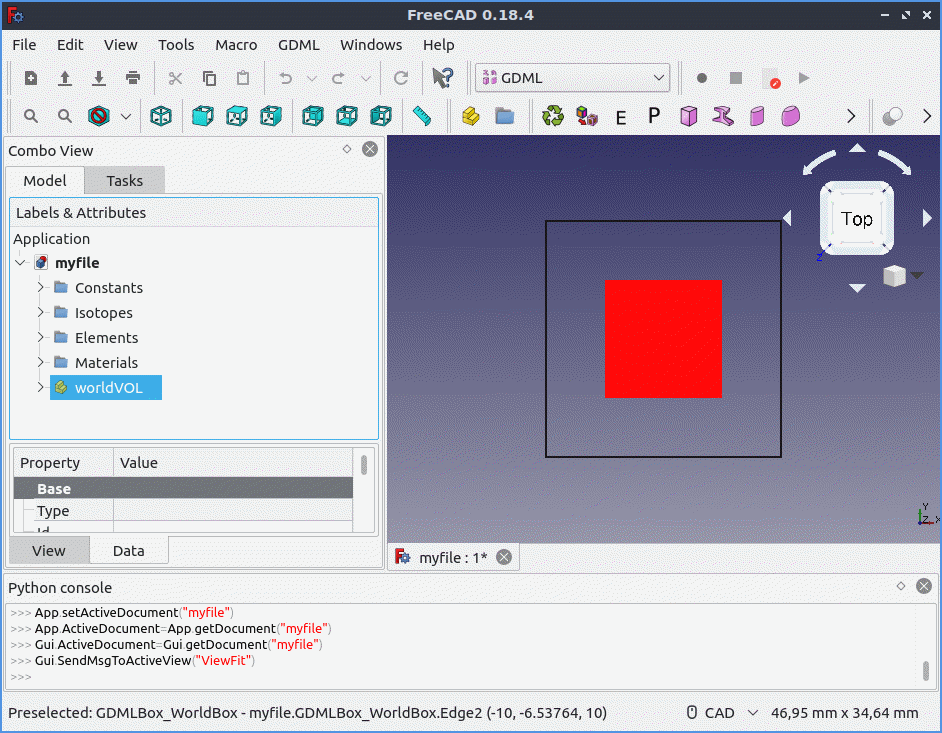 FreeCAD 0.18.4
File Edit View Tools Macro GDML Windows Help
GDML
E P
Combo View
Model Tasks
Labels & Attributes
Application
myfile
Constants
Isotopes
Elements
Materials
worldVOL
Property Value
Base
Type
Id
View Data
Top
Z
Y
Z X
myfile : 1*
Python console
>>> App.setActiveDocument("myfile")
>>> App.ActiveDocument=App.getDocument("myfile")
>>> Gui.ActiveDocument=Gui.getDocument("myfile")
>>> Gui.SendMsgToActiveView("ViewFit")
>>>
Preselected: GDMLBox_WorldBox - myfile.GDMLBox_WorldBox.Edge2 (-10, -6.53764, 10) CAD 46,95 mm x 34,64 mm